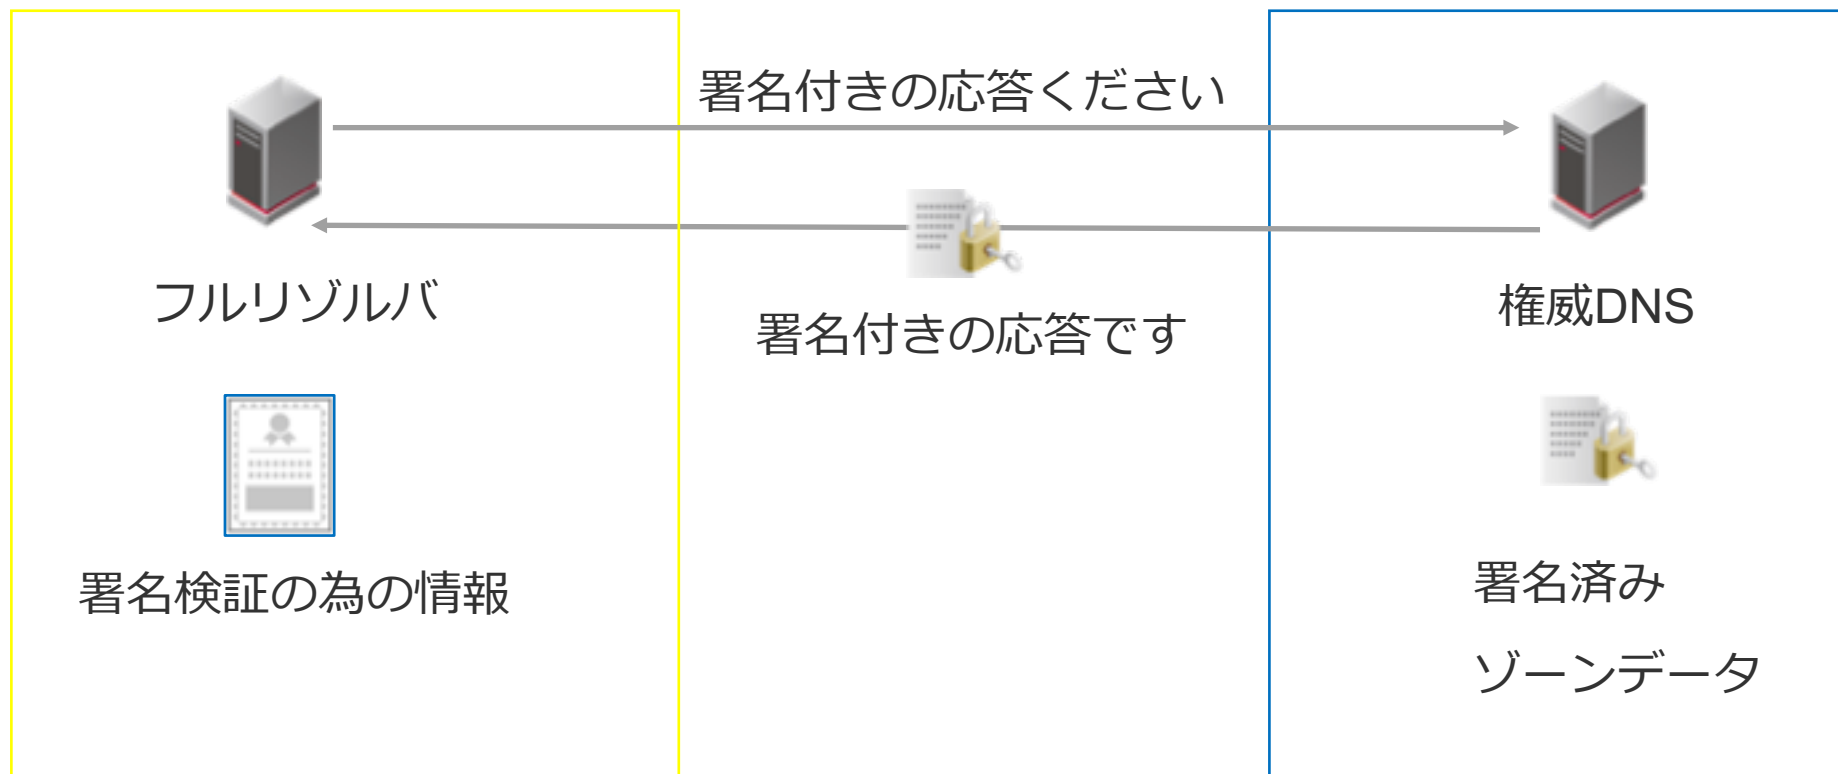 署名付きの応答ください
フルリゾルバ
署名付きの応答です
権威DNS
署名検証の為の情報
署名済み
ゾーンデータ